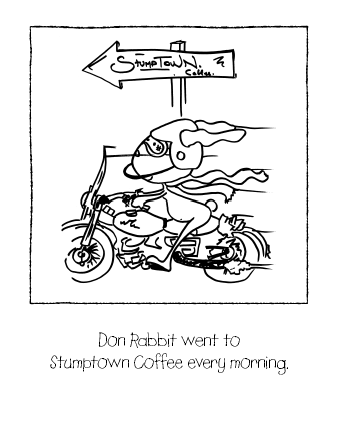 STUMPTOWN.
Coffee.
Don Rabbit went to
Stumptown Coffee every morning.